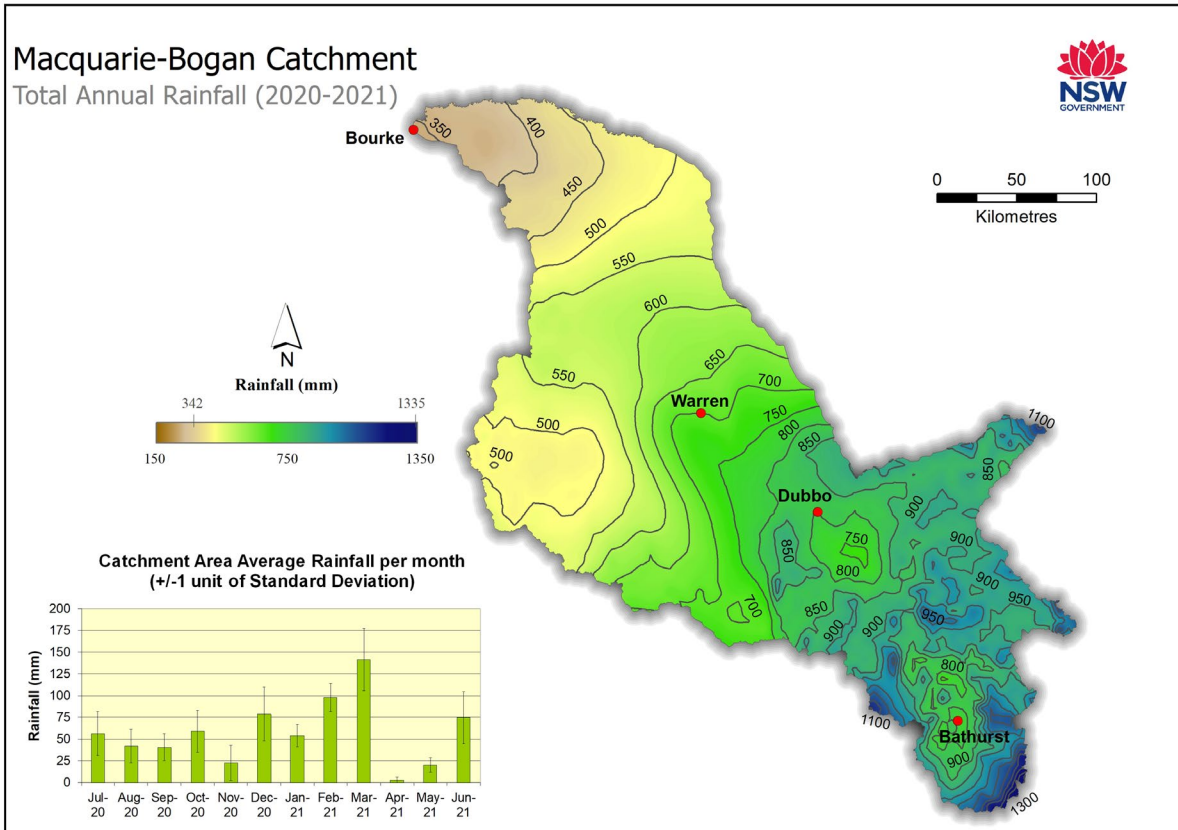 Macquarie-Bogan Catchment
Total Annual Rainfall (2020-2021)
NSW
GOVERNMENT
Bourke
350
400
450
500
550
600
650
700
750
800
850
0 50 100
Kilometres
N
Rainfall (mm)
342 1335
150 750 1350
550
500
500
Warren
Dubbo
1100
850
900
850
750
800
900
900
950
950
850
900
900
700
800
1100
Bathurst
900
1300
Catchment Area Average Rainfall per month
(+/-1 unit of Standard Deviation)
Rainfall (mm)
200
175
150
125
100
75
50
25
0
Jul-20
Aug-20
Sep-20
Oct-20
Nov-20
Dec-20
Jan-21
Feb-21
Mar-21
Apr-21
May-21
Jun-21